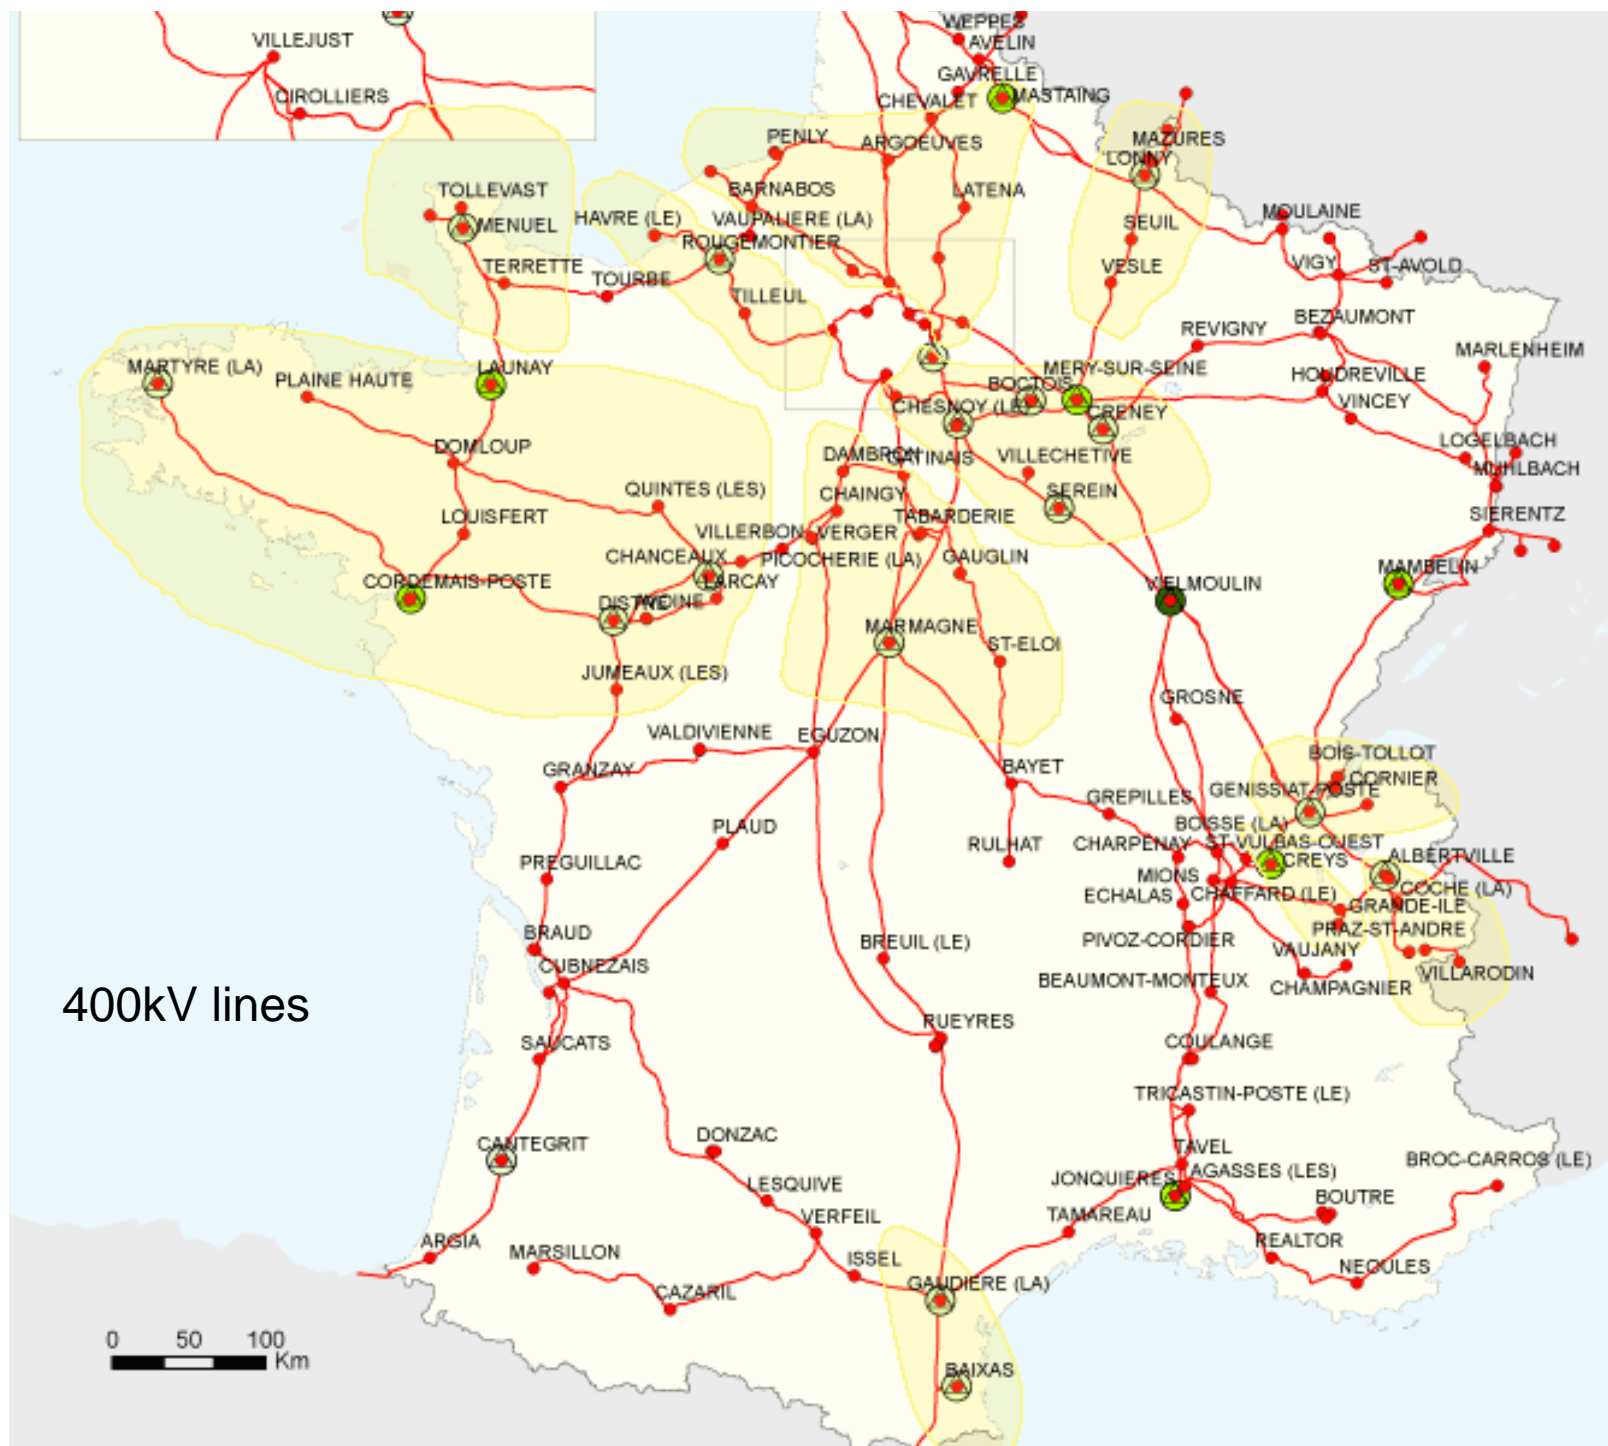 WEPPES
VILLEJUST
AVELIN
GAVRELLE
CIROLLIERS
CHEVALET
MASTAING
PENLY
ARGOEUVES
MAZURES
LONNY
TOLLEVAST
BARNABOS
LATENA
MENUEL
HAVRE (LE)
VAUPALIERE (LA)
SEUIL
MOULAINE
ROUGEMONTIER
TERRETTE
TOURBE
VESLE
VIGY
ST-AVOLD
TILLEUL
REVIGNY
BEZAUMONT
MARLENHEIM
MARTYRE (LA)
PLAINE HAUTE
LAUNAY
MERY-SUR-SEINE
BOCTOIS
HOUDREVILLE
VINCEY
CHESNOY (LE)
CRENEY
DOMLOUP
DAMBRON
GATINAIS
VILLECHETIVE
LOGELBACH
MUHLBACH
QUINTES (LES)
CHAINGY
SEREIN
LOUISFERT
VILLERBON
VERGER
TABARDERIE
SIERENTZ
CHANCEAUX
PICOCHERIE (LA)
GAUGLIN
CORDEMAIS-POSTE
LARCAY
VIELMOULIN
MAMBELIN
DISTRE
AVOINE
MARMAGNE
ST-ELOI
JUMEAUX (LES)
GROSNE
VALDIVIENNE
EGUZON
BOIS-TOLLOT
GRANZAY
BAYET
CORNIER
GENISSIAT-POSTE
GREPILLES
PLAUD
BOISSE (LA)
RULHAT
CHARPENAY
ST-VULBAS-OUEST
PREGUILLAC
CREYS
ALBERTVILLE
MIONS
COCHE (LA)
ECHALAS
CHAFFARD (LE)
GRANDE-ILE
BRAUD
BREUIL (LE)
PIVOZ-CORDIER
PRAZ-ST-ANDRE
VAUJANY
CUBNEZAIS
BEAUMONT-MONTEUX
CHAMPAGNIER
VILLARODIN
400kV lines
SAUCATS
RUEYRES
COULANGE
TRICASTIN-POSTE (LE)
CANTEGRIT
DONZAC
TAVEL
BROC-CARROS (LE)
LESQUIVE
JONQUIERES
AGASSES (LES)
BOUTRE
VERFEIL
TAMAREAU
ARGIA
MARSILLON
ISSEL
REALTOR
NEOULES
CAZARIL
GAUDIERE (LA)
0 50 100
Km
BAIXAS